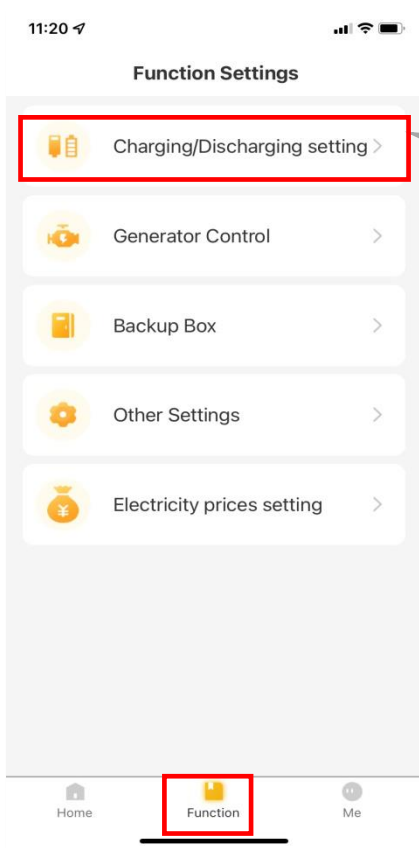 11:20
Function Settings
Charging/Discharging setting
Generator Control
Backup Box
Other Settings
Electricity prices setting
¥
Home Function Me